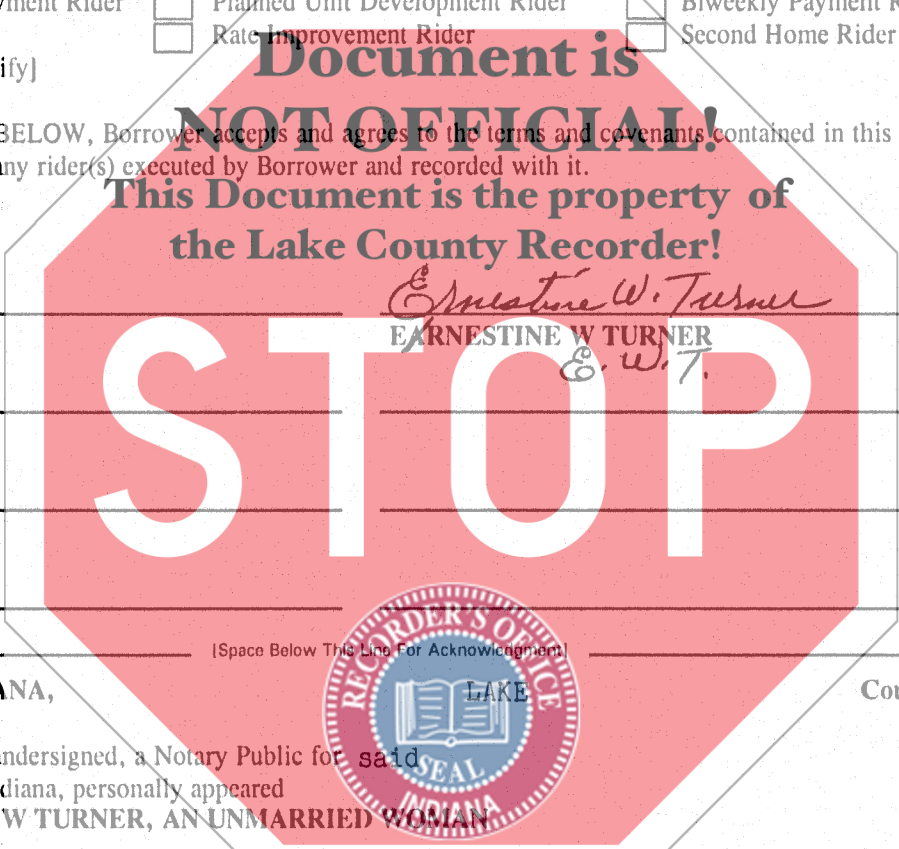 ment Rider Planned Unit Development Rider Biweekly Payment R
Rate Improvement Rider Second Home Rider
ify]
Document is
NOT OFFICIAL!
BELOW, Borrower accepts and agrees to the terms and covenants contained in this
ny rider(s) executed by Borrower and recorded with it.
This Document is the property of
the Lake County Recorder!
Ernestine W. Turner
EARNESTINE W TURNER
E. W. T.
STOP
[Space Below This Line For Acknowledgment]
RECORDER'S OFFICE
NA, LAKE Cou
ndersigned, a Notary Public for said
SEAL
diana, personally appeared
INDIANA
W TURNER, AN UNMARRIED WOMAN